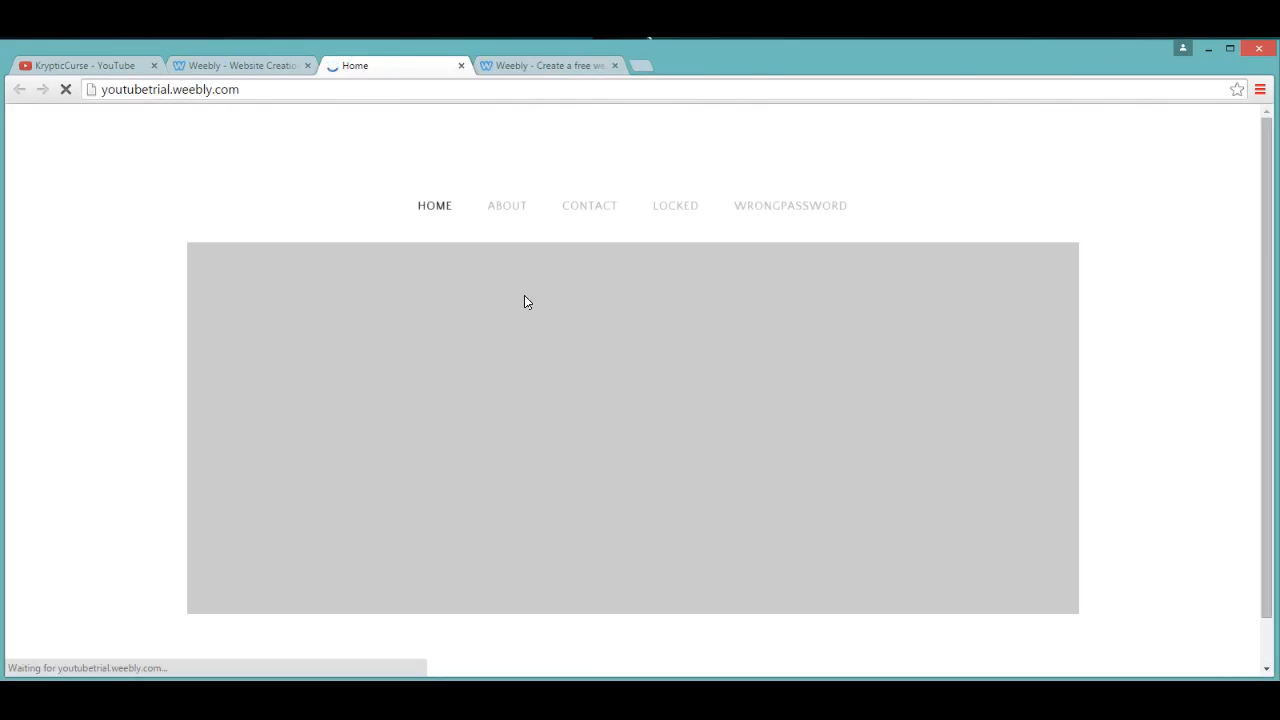 KrypticCurse - YouTube
Weebly - Website Creatio
Home
Weebly - Create a free we
youtubetrial.weebly.com
HOME ABOUT CONTACT LOCKED WRONGPASSWORD
Waiting for youtubetrial.weebly.com...